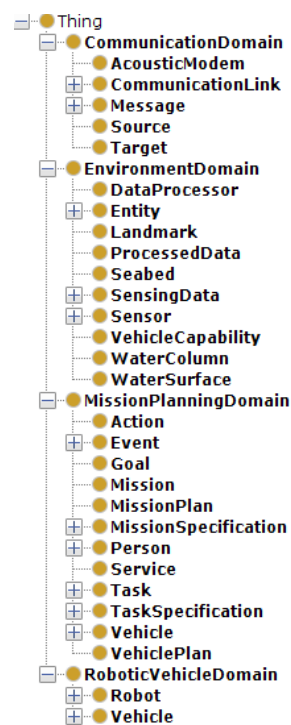 Thing
CommunicationDomain
AcousticModem
CommunicationLink
Message
Source
Target
EnvironmentDomain
DataProcessor
Entity
Landmark
ProcessedData
Seabed
SensingData
Sensor
VehicleCapability
WaterColumn
WaterSurface
MissionPlanningDomain
Action
Event
Goal
Mission
MissionPlan
MissionSpecification
Person
Service
Task
TaskSpecification
Vehicle
VehiclePlan
RoboticVehicleDomain
Robot
Vehicle